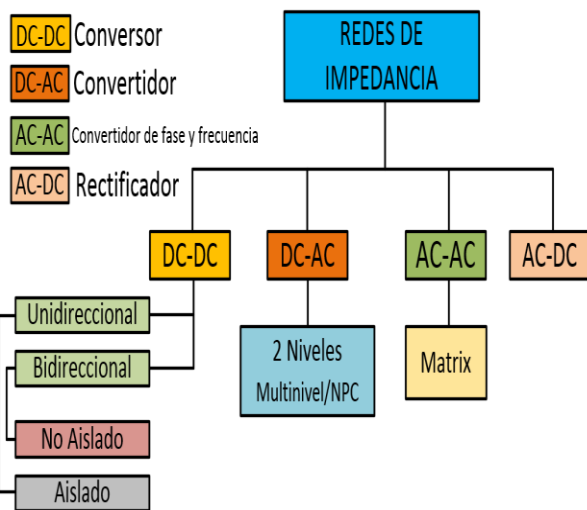 DC-DC Conversor
DC-AC Convertidor
AC-AC Convertidor de fase y frecuencia
AC-DC Rectificador
REDES DE
IMPEDANCIA
DC-DC
DC-AC
AC-AC
AC-DC
Unidireccional
Bidireccional
No Aislado
Aislado
2 Niveles
Multinivel/NPC
Matrix